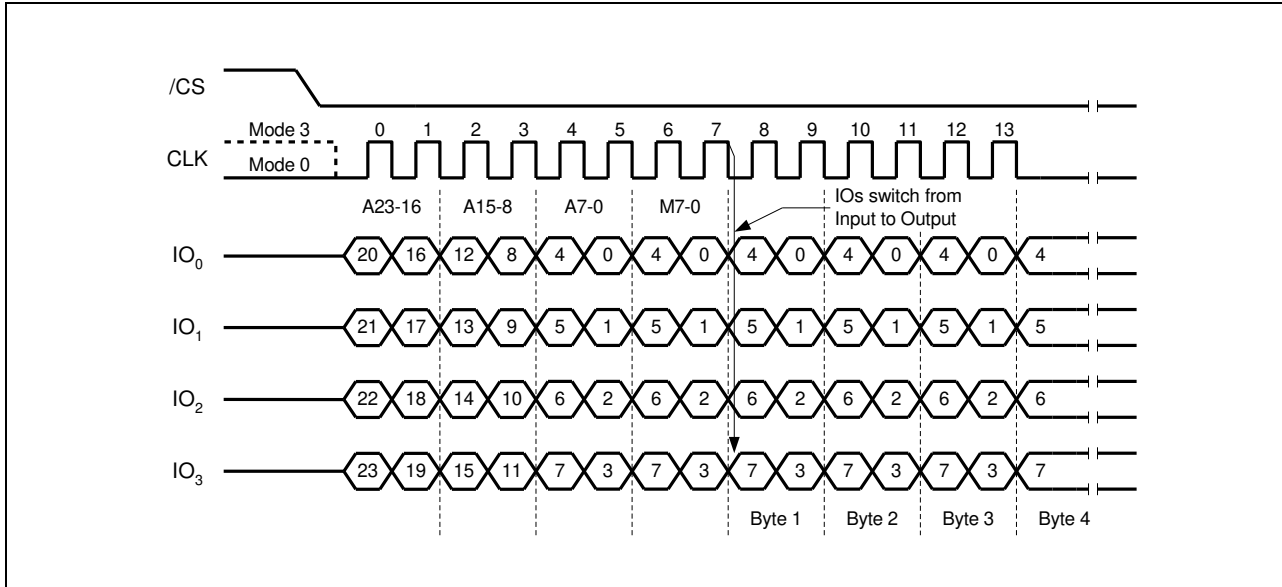 /CS
Mode 3 0 1 2 3 4 5 6 7 8 9 10 11 12 13
CLK
Mode 0
IOs switch from
Input to Output
A23-16 A15-8 A7-0 M7-0
IO0 20 16 12 8 4 0 4 0 4 0 4 0 4 0 4
IO1 21 17 13 9 5 1 5 1 5 1 5 1 5 1 5
IO2 22 18 14 10 6 2 6 2 6 2 6 2 6 2 6
IO3 23 19 15 11 7 3 7 3 7 3 7 3 7 3 7
Byte 1 Byte 2 Byte 3 Byte 4